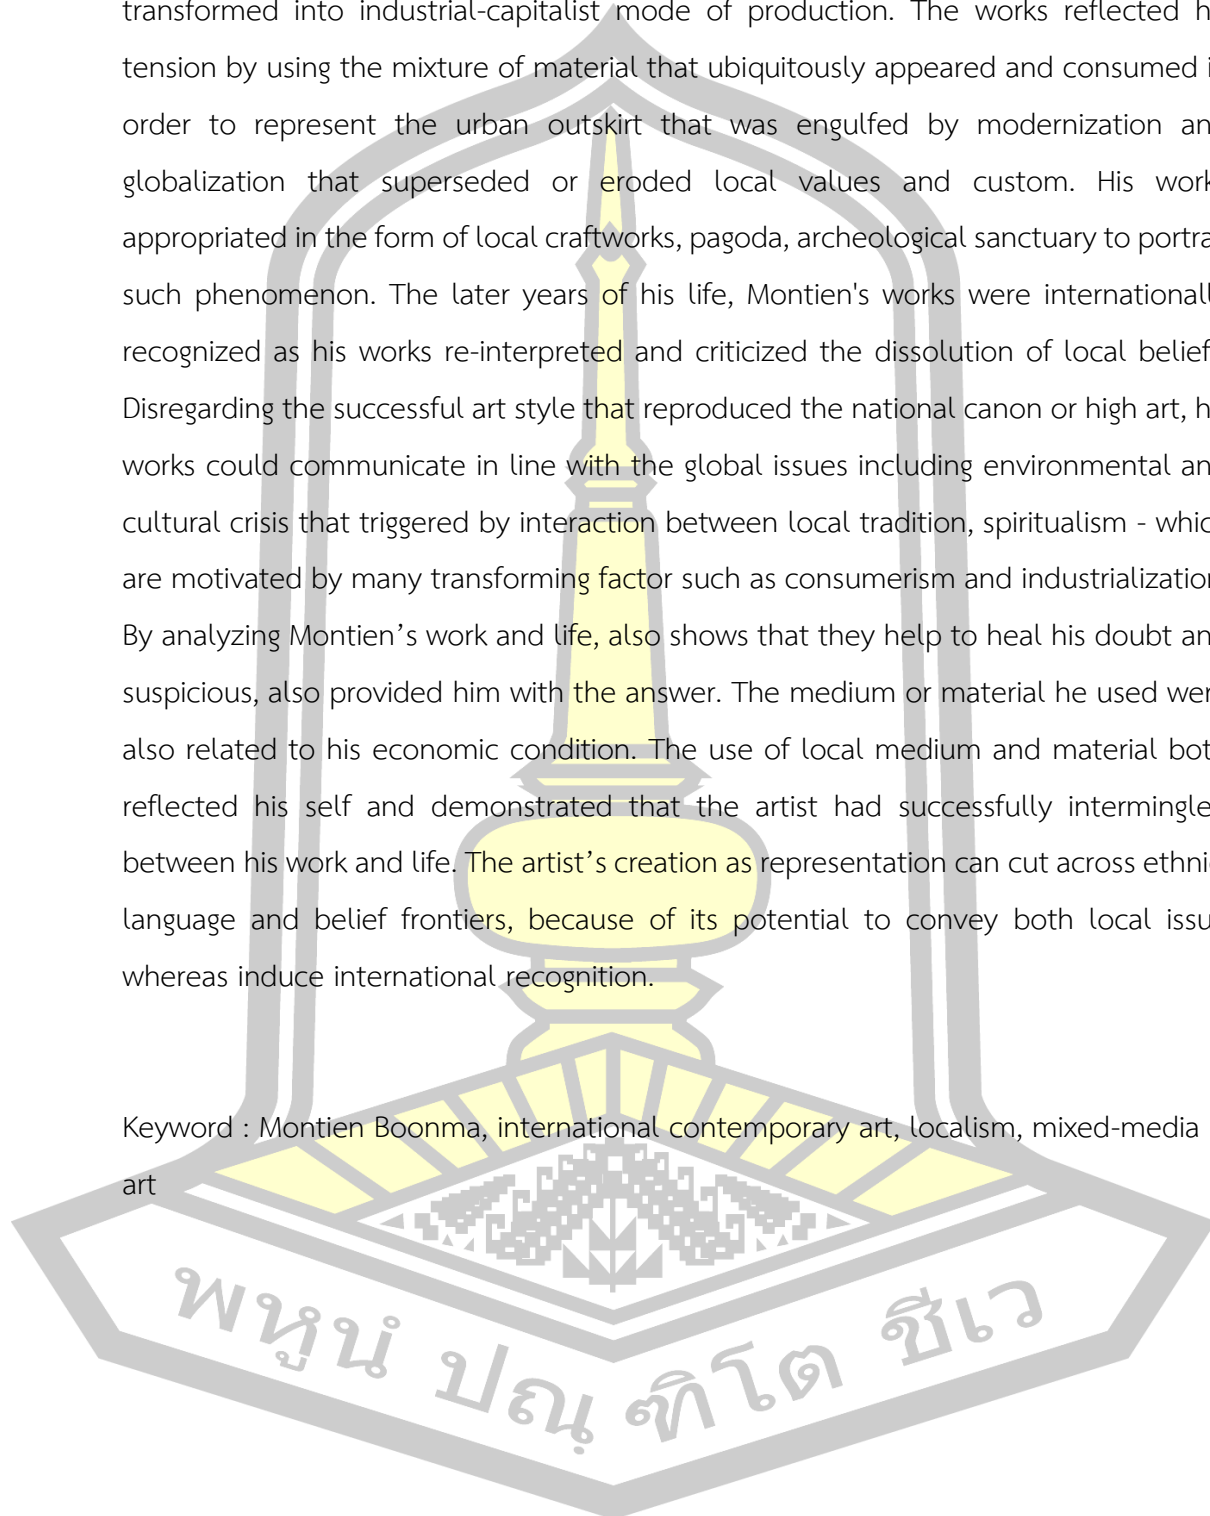 transformed into industrial-capitalist mode of production. The works reflected h
tension by using the mixture of material that ubiquitously appeared and consumed i
order to represent the urban outskirt that was engulfed by modernization an
globalization that superseded or eroded local values and custom. His work
appropriated in the form of local craftworks, pagoda, archeological sanctuary to portra
such phenomenon. The later years of his life, Montien's works were internationall
recognized as his works re-interpreted and criticized the dissolution of local belief
Disregarding the successful art style that reproduced the national canon or high art, h
works could communicate in line with the global issues including environmental an
cultural crisis that triggered by interaction between local tradition, spiritualism - whic
are motivated by many transforming factor such as consumerism and industrialization
By analyzing Montien’s work and life, also shows that they help to heal his doubt an
suspicious, also provided him with the answer. The medium or material he used wer
also related to his economic condition. The use of local medium and material bot
reflected his self and demonstrated that the artist had successfully intermingle
between his work and life. The artist’s creation as representation can cut across ethni
language and belief frontiers, because of its potential to convey both local issu
whereas induce international recognition.
Keyword : Montien Boonma, international contemporary art, localism, mixed-media
art
พหูนํ ปณฺฑิโต ชีเว